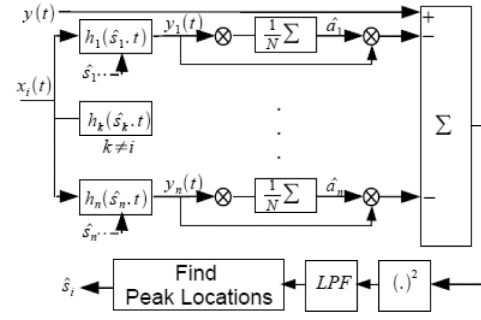 y(t)
+
h₁(ŝ₁.t)
y₁(t)
⊗
1/N Σ
â₁
⊗
−
ŝ₁
xᵢ(t)
hₖ(ŝₖ.t)
k≠i
Σ
hₙ(ŝₙ.t)
yₙ(t)
⊗
1/N Σ
âₙ
⊗
−
ŝₙ
ŝᵢ
Find
Peak Locations
LPF
(.)²